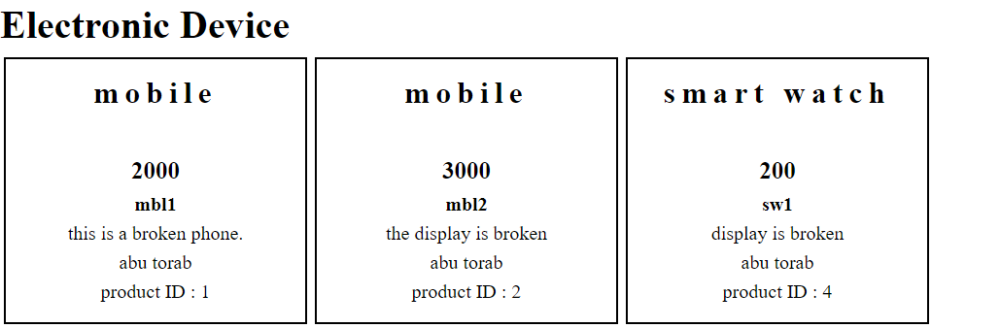 Electronic Device
mobile
2000
mbl1
this is a broken phone.
abu torab
product ID : 1
mobile
3000
mbl2
the display is broken
abu torab
product ID : 2
smart watch
200
sw1
display is broken
abu torab
product ID : 4